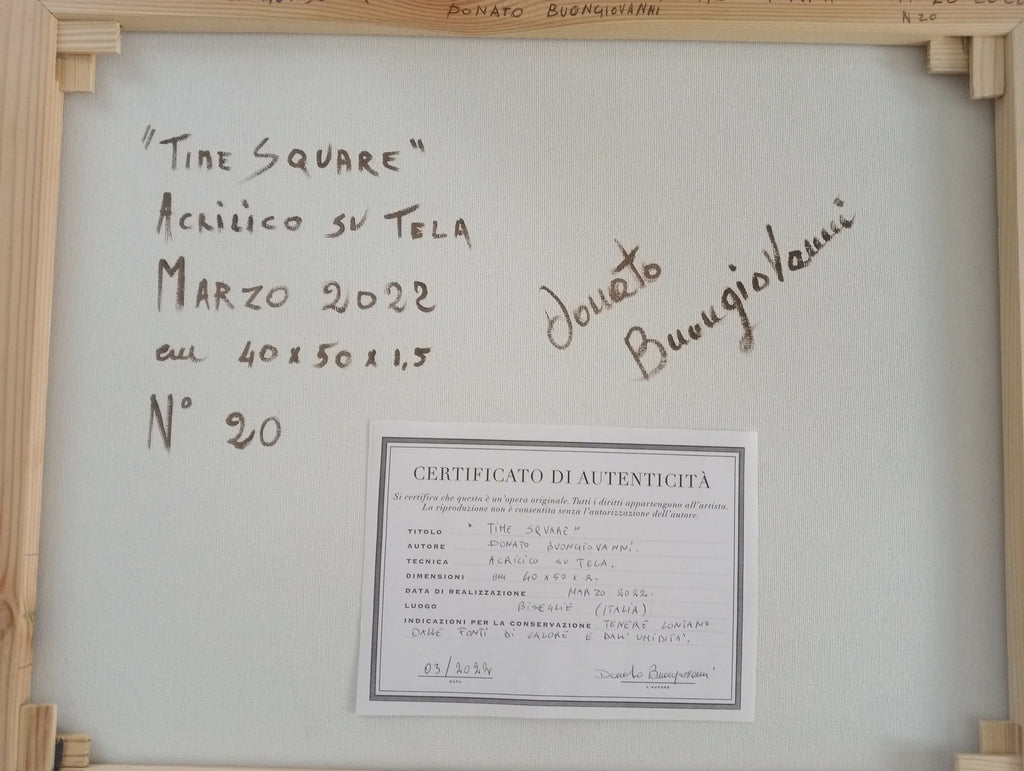 DONATO BUONGIOVANNI
N 20
"TIME SQUARE"
ACRILICO SU TELA
MARZO 2022
cm 40 x 50 x 1,5
N° 20
Donato
Buongiovanni
CERTIFICATO DI AUTENTICITÀ
Si certifica che questa è un'opera originale. Tutti i diritti appartengono all'artista.
La riproduzione non è consentita senza l'autorizzazione dell'autore.
TITOLO " TIME SQUARE"
AUTORE DONATO BUONGIOVANNI.
TECNICA ACRILICO SU TELA.
DIMENSIONI cm 40 x 50 x 2.
DATA DI REALIZZAZIONE MARZO 2022.
LUOGO BISEGLIE (ITALIA).
INDICAZIONI PER LA CONSERVAZIONE TENERE LONTANO
DALLE FONTI DI CALORE E DALL'UMIDITA'.
03/2022 Donato Buongiovanni
DATA L'AUTORE